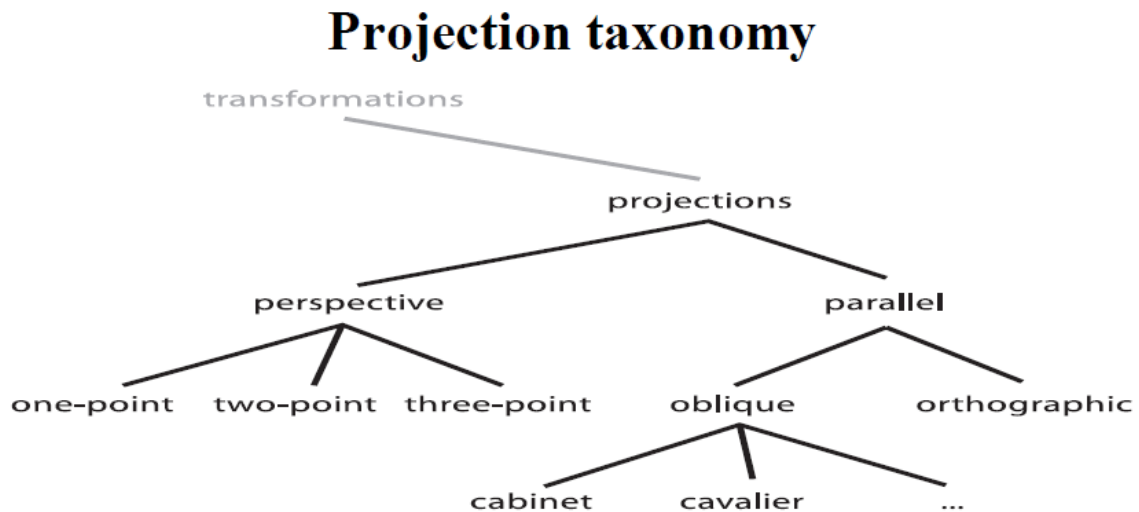 Projection taxonomy
transformations
projections
perspective parallel
one-point two-point three-point oblique orthographic
cabinet cavalier ...